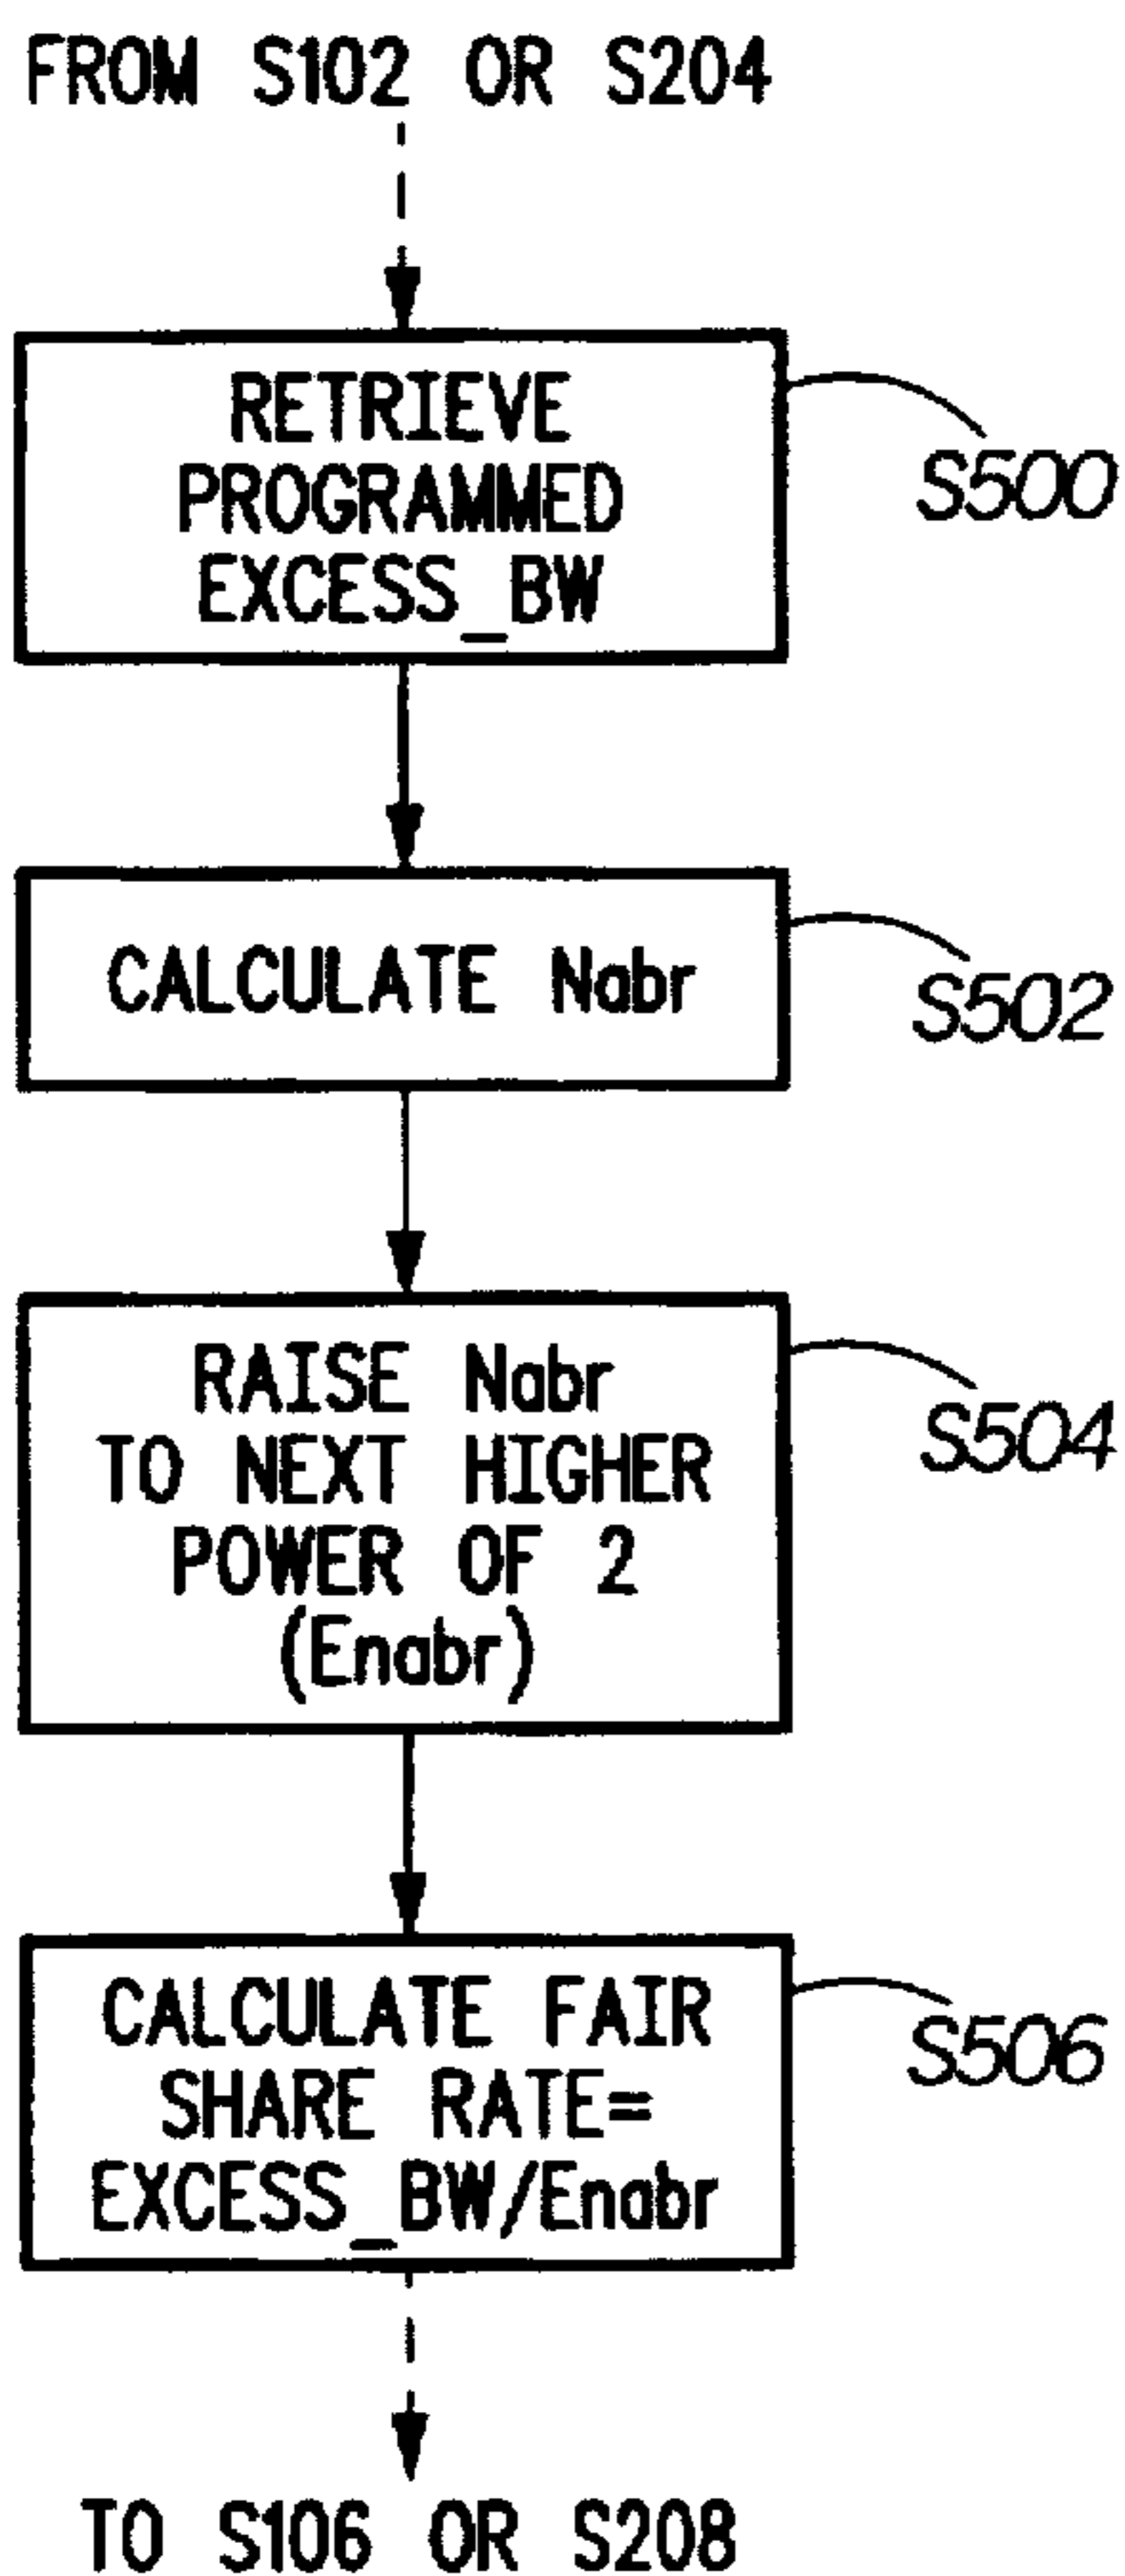 FROM S102 OR S204
RETRIEVE
PROGRAMMED
EXCESS_BW
S500
CALCULATE Nabr
S502
RAISE Nabr
TO NEXT HIGHER
POWER OF 2
(Enabr)
S504
CALCULATE FAIR
SHARE RATE=
EXCESS_BW/Enabr
S506
TO S106 OR S208